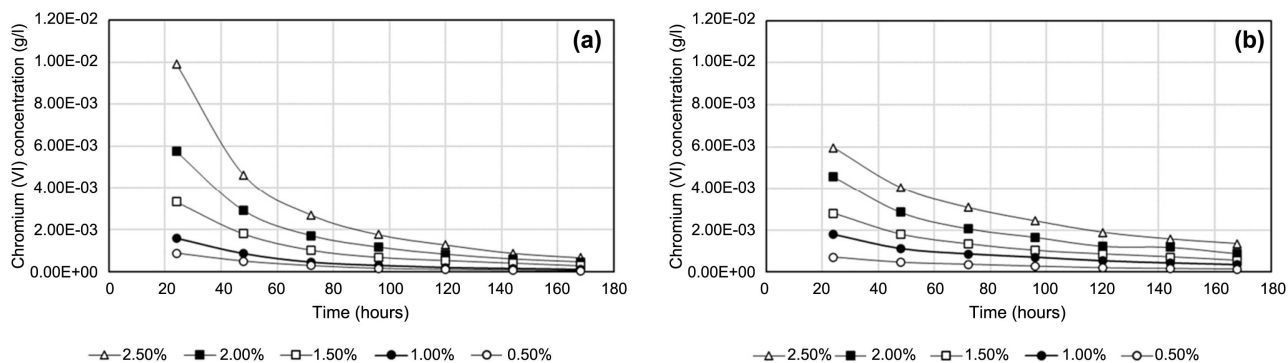 (a)
Chromium (VI) concentration (g/l)
1.20E-02
1.00E-02
8.00E-03
6.00E-03
4.00E-03
2.00E-03
0.00E+00
0 20 40 60 80 100 120 140 160 180
Time (hours)
2.50% 2.00% 1.50% 1.00% 0.50%
(b)
Chromium (VI) concentration (g/l)
1.20E-02
1.00E-02
8.00E-03
6.00E-03
4.00E-03
2.00E-03
0.00E+00
0 20 40 60 80 100 120 140 160 180
Time (hours)
2.50% 2.00% 1.50% 1.00% 0.50%